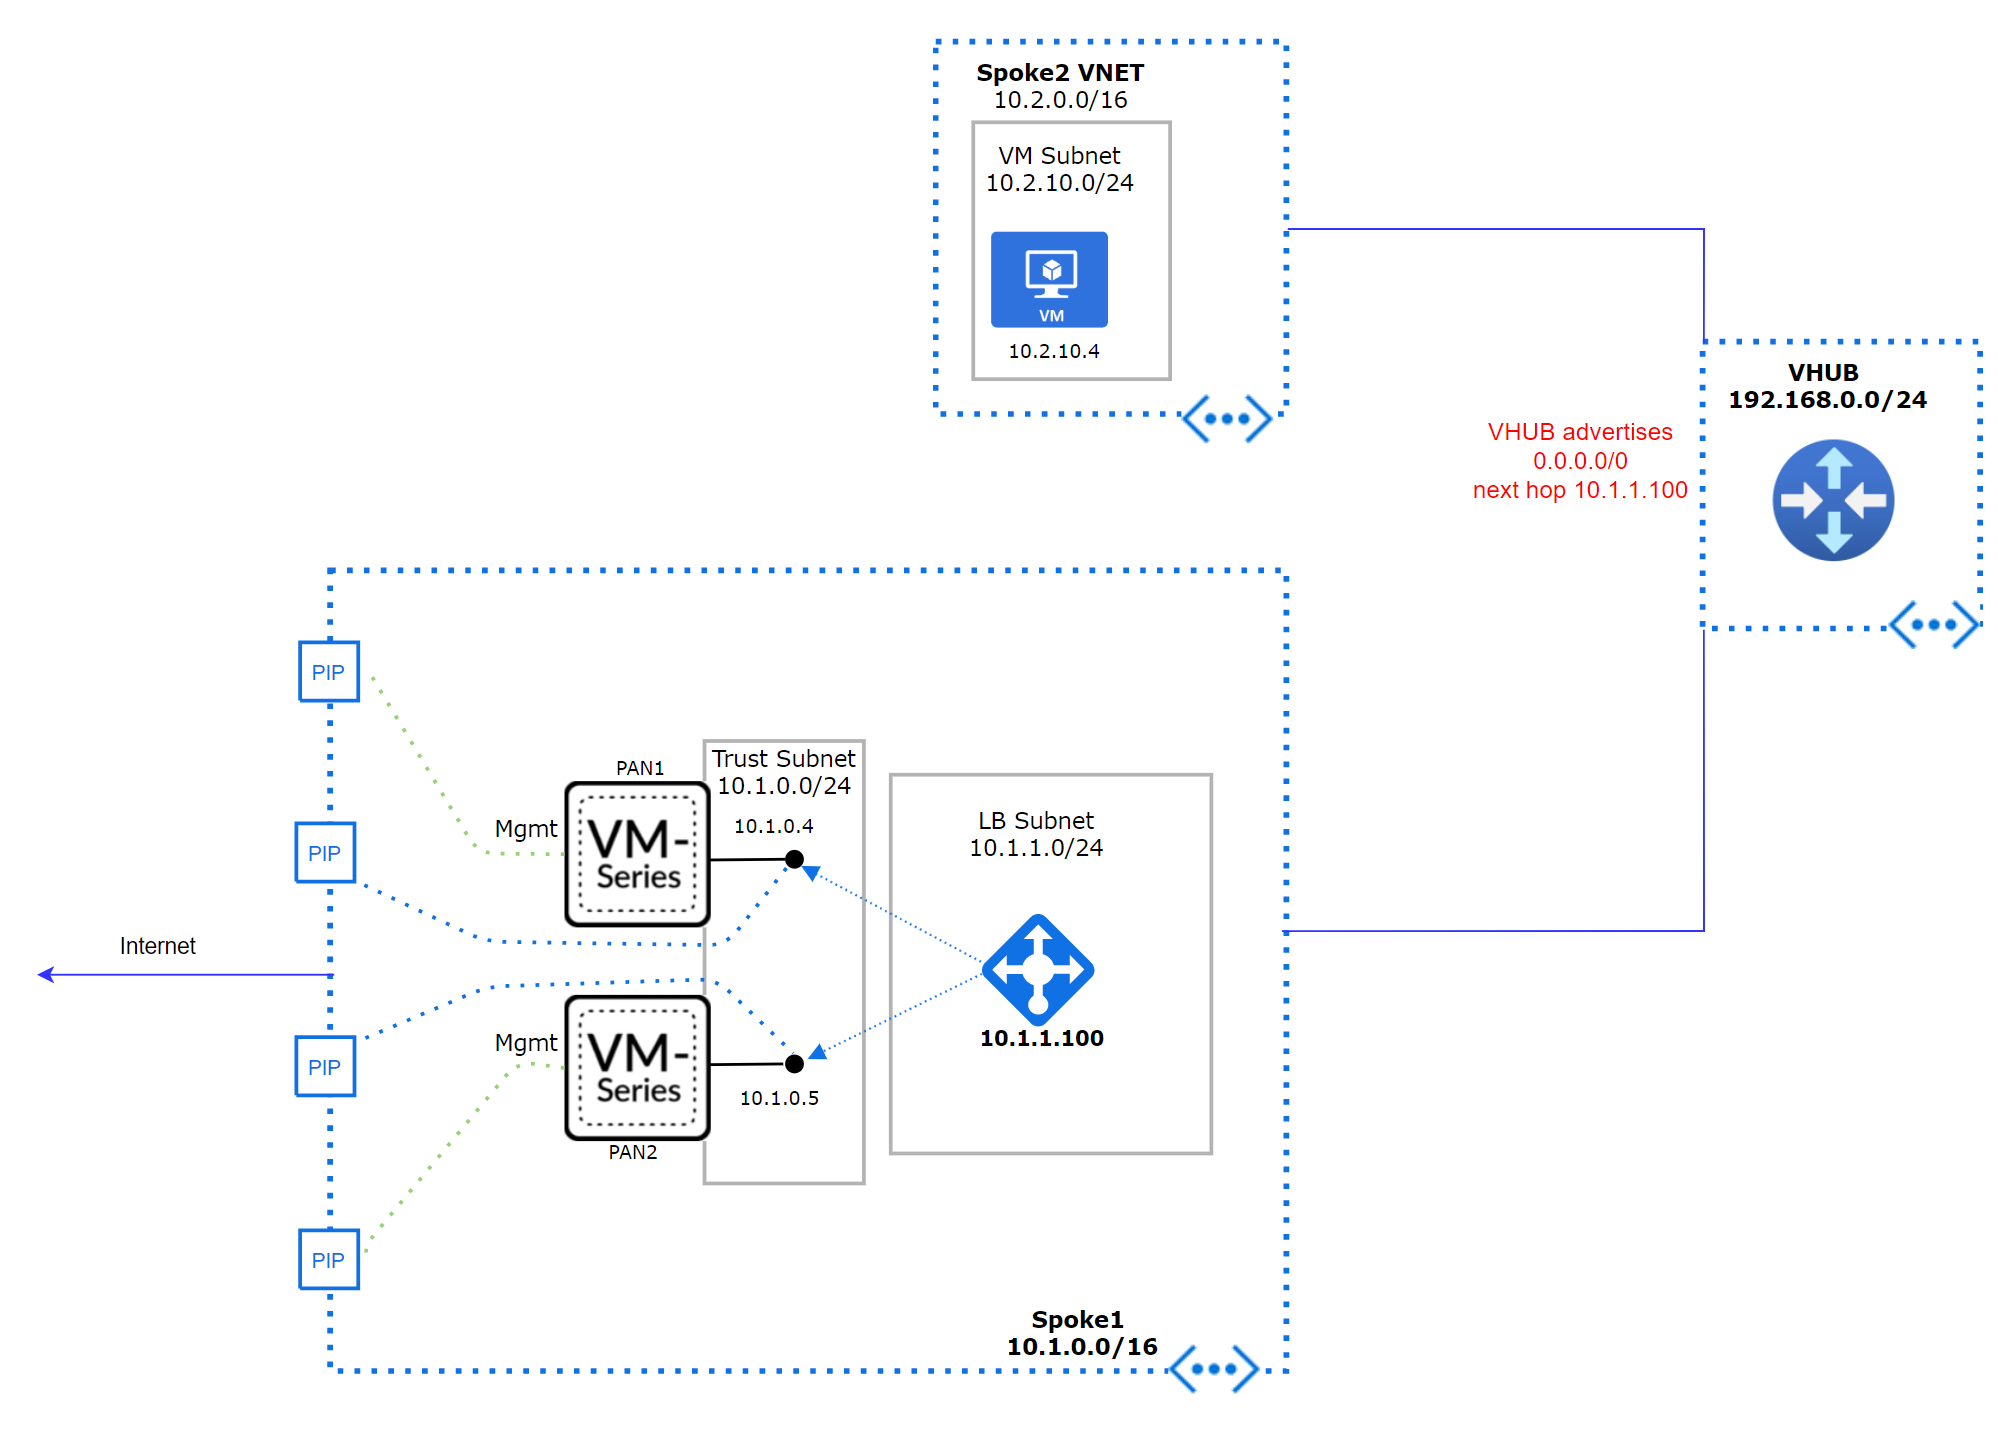 Spoke2 VNET
10.2.0.0/16
VM Subnet
10.2.10.0/24
VM
10.2.10.4
VHUB
192.168.0.0/24
VHUB advertises
0.0.0.0/0
next hop 10.1.1.100
PIP
PIP
PIP
PIP
Internet
PAN1
Mgmt
VM-
Series
Trust Subnet
10.1.0.0/24
10.1.0.4
Mgmt
VM-
Series
PAN2
10.1.0.5
LB Subnet
10.1.1.0/24
10.1.1.100
Spoke1
10.1.0.0/16